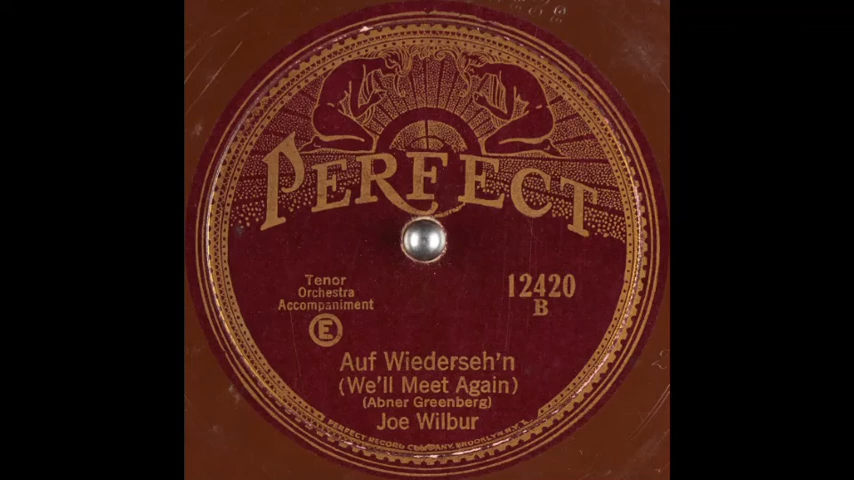 PERFECT
Tenor
Orchestra
Accompaniment
E
12420
B
Auf Wiederseh'n
(We'll Meet Again)
(Abner Greenberg)
Joe Wilbur
PERFECT RECORD COMPANY, BROOKLYN, N.Y.